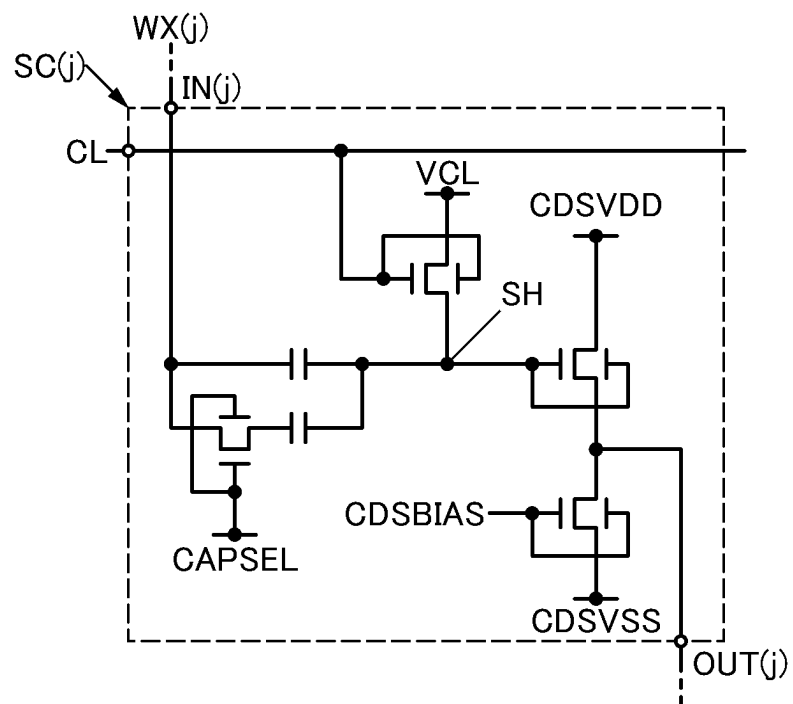 WX(j)
SC(j)
IN(j)
CL
VCL
CDSVDD
SH
CDSBIAS
CAPSEL
CDSVSS
OUT(j)